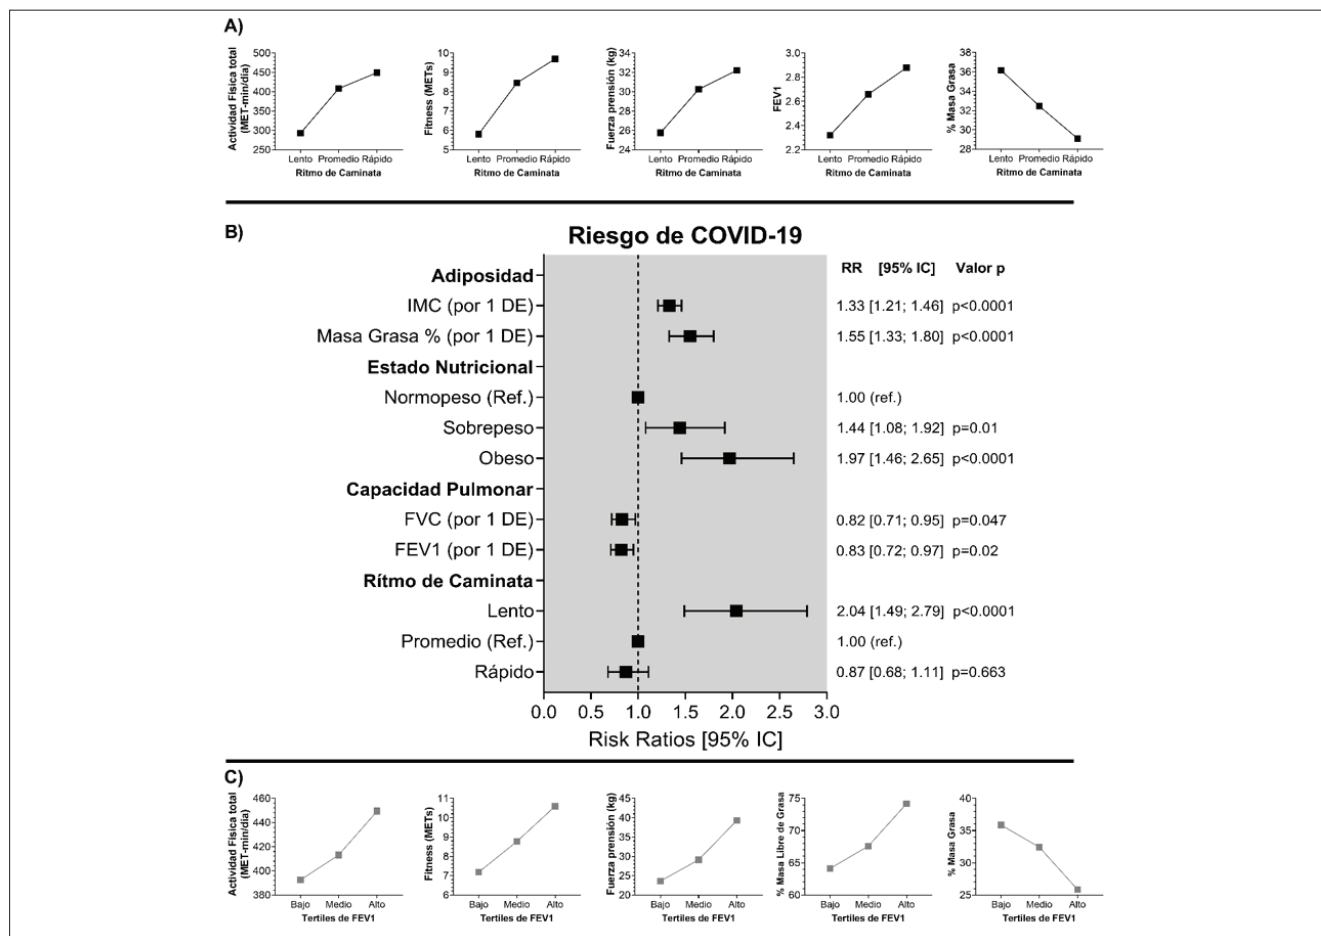 A)
Actividad Física total
(MET-min/día)
500
450
400
350
300
250
Lento Promedio Rápido
Ritmo de Caminata
Fitness (METs)
10
9
8
7
6
5
Lento Promedio Rápido
Ritmo de Caminata
Fuerza prensión (kg)
34
32
30
28
26
24
Lento Promedio Rápido
Ritmo de Caminata
FEV1
3.0
2.8
2.6
2.4
2.2
Lento Promedio Rápido
Ritmo de Caminata
% Masa Grasa
38
36
34
32
30
28
Lento Promedio Rápido
Ritmo de Caminata
B)
Riesgo de COVID-19
RR [95% IC] Valor p
Adiposidad
IMC (por 1 DE) 1.33 [1.21; 1.46] p<0.0001
Masa Grasa % (por 1 DE) 1.55 [1.33; 1.80] p<0.0001
Estado Nutricional
Normopeso (Ref.) 1.00 (ref.)
Sobrepeso 1.44 [1.08; 1.92] p=0.01
Obeso 1.97 [1.46; 2.65] p<0.0001
Capacidad Pulmonar
FVC (por 1 DE) 0.82 [0.71; 0.95] p=0.047
FEV1 (por 1 DE) 0.83 [0.72; 0.97] p=0.02
Rítmo de Caminata
Lento 2.04 [1.49; 2.79] p<0.0001
Promedio (Ref.) 1.00 (ref.)
Rápido 0.87 [0.68; 1.11] p=0.663
0.0 0.5 1.0 1.5 2.0 2.5 3.0
Risk Ratios [95% IC]
C)
Actividad Física total
(MET-min/día)
460
440
420
400
380
Bajo Medio Alto
Tertiles de FEV1
Fitness (METs)
11
10
9
8
7
6
Bajo Medio Alto
Tertiles de FEV1
Fuerza prensión (kg)
45
40
35
30
25
20
Bajo Medio Alto
Tertiles de FEV1
% Masa Libre de Grasa
75
70
65
60
Bajo Medio Alto
Tertiles de FEV1
% Masa Grasa
40
35
30
25
Bajo Medio Alto
Tertiles de FEV1